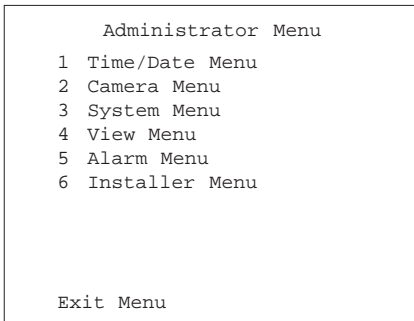 Administrator Menu
1 Time/Date Menu
2 Camera Menu
3 System Menu
4 View Menu
5 Alarm Menu
6 Installer Menu
Exit Menu